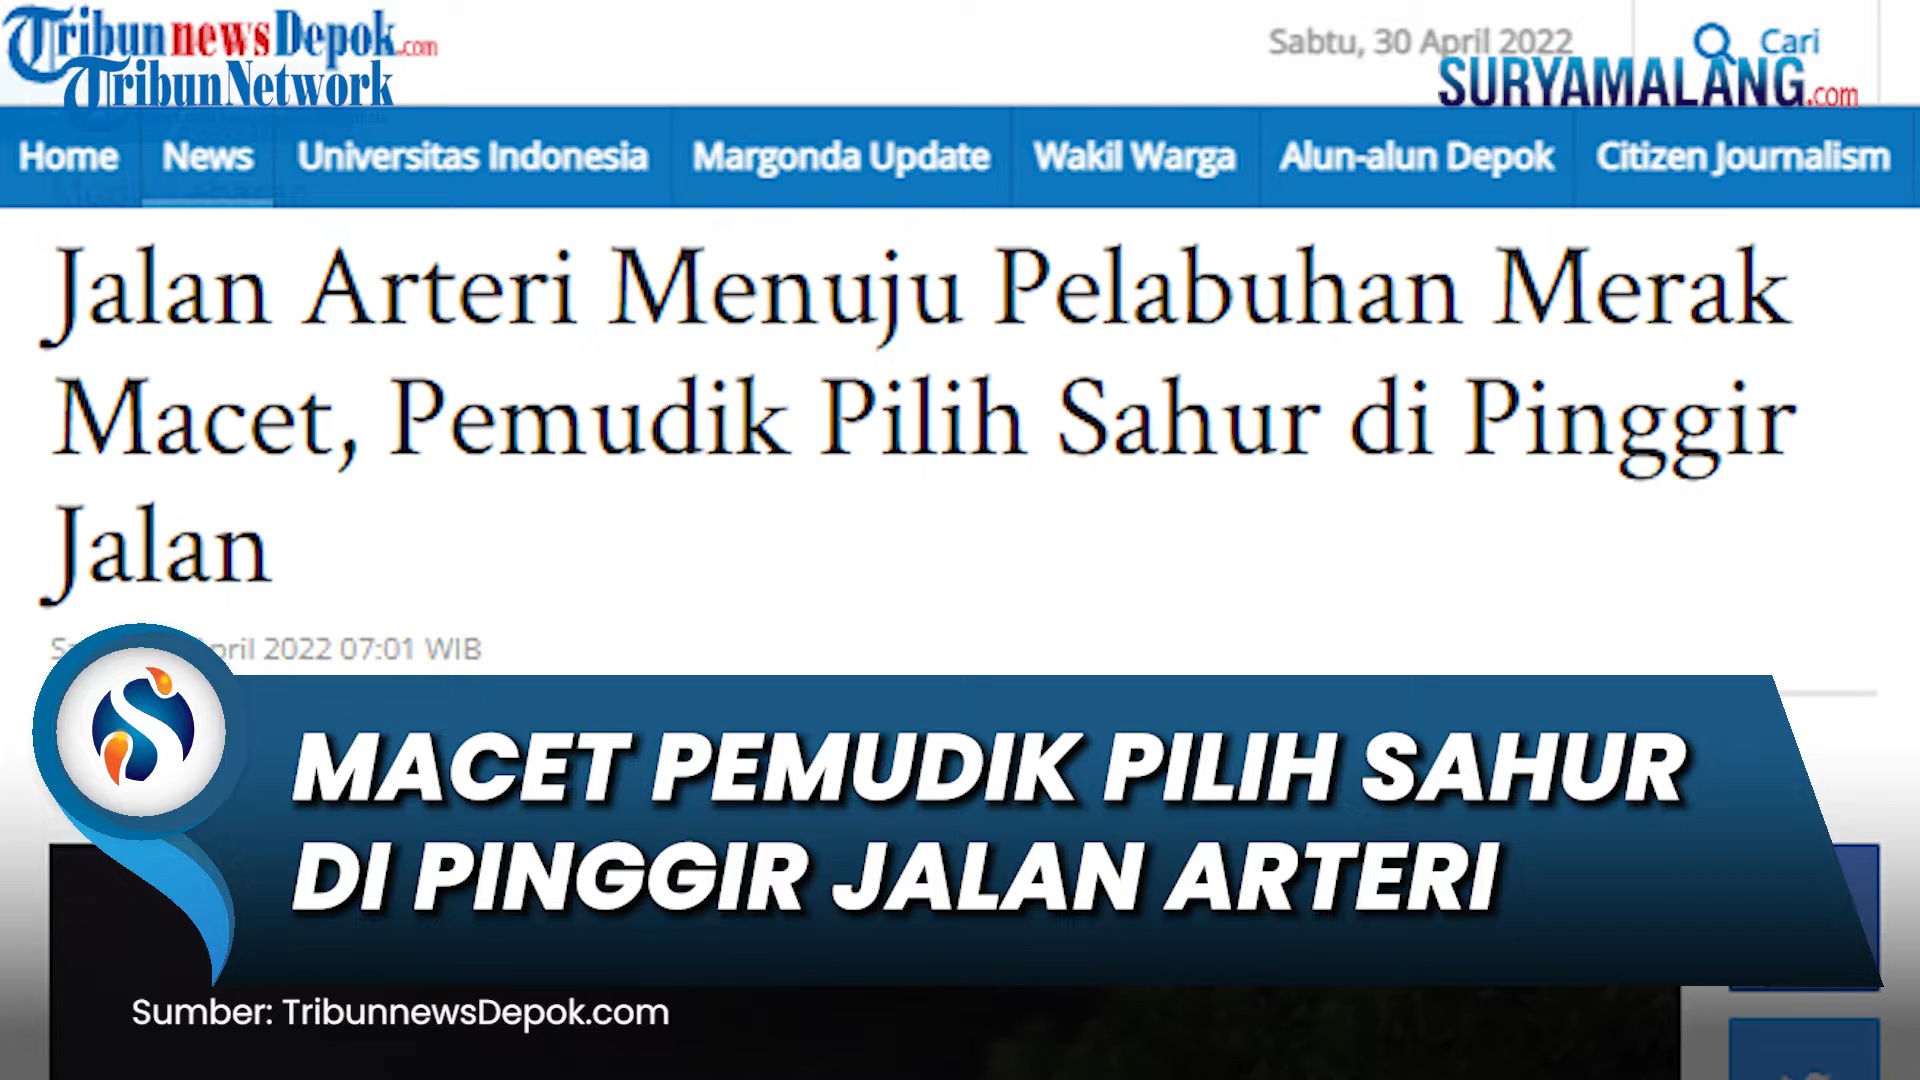 TribunnewsDepok.com
TribunNetwork
Sabtu, 30 April 2022
Cari
SURYAMALANG.com
Home News Universitas Indonesia Margonda Update Wakil Warga Alun-alun Depok Citizen Journalism
Jalan Arteri Menuju Pelabuhan Merak
Macet, Pemudik Pilih Sahur di Pinggir
Jalan
2022 07:01 WIB
MACET PEMUDIK PILIH SAHUR
DI PINGGIR JALAN ARTERI
Sumber: TribunnewsDepok.com